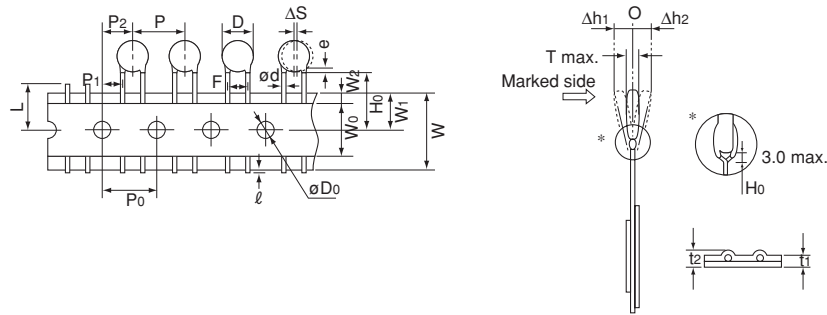 P2 P D ΔS
e
P1 F ød W2
L H0 W1
W0 W
P0 øD0
ℓ
Δh1 O Δh2
T max.
Marked side
*
*
3.0 max.
H0
t2 t1